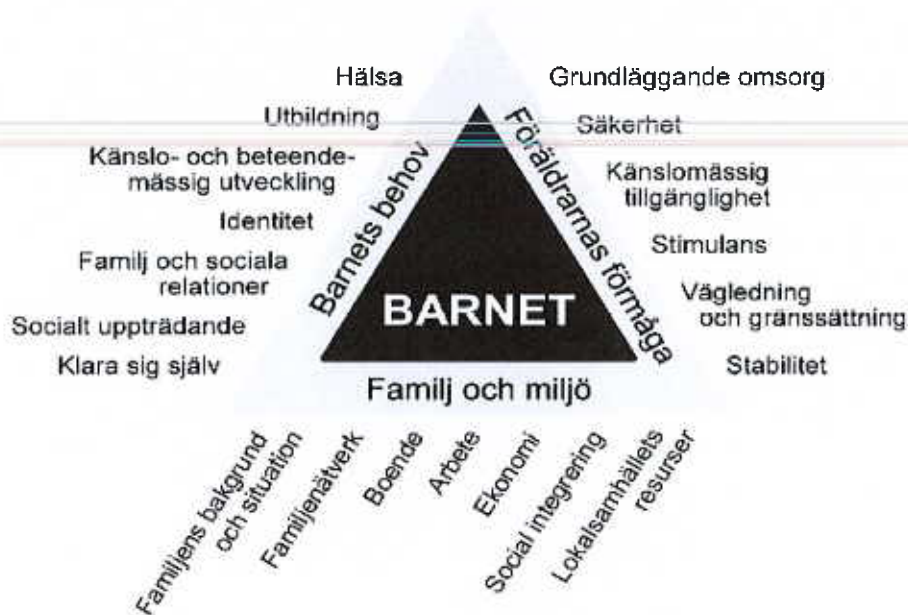 Hälsa
Utbildning
Känslo- och beteende-
mässig utveckling
Identitet
Familj och sociala
relationer
Socialt uppträdande
Klara sig själv
Barnets behov
BARNET
Föräldrarnas förmåga
Grundläggande omsorg
Säkerhet
Känslomässig
tillgänglighet
Stimulans
Vägledning
och gränssättning
Stabilitet
Familj och miljö
Familjens bakgrund
och situation
Familjenätverk
Boende
Arbete
Ekonomi
Social integrering
Lokalsamhällets
resurser